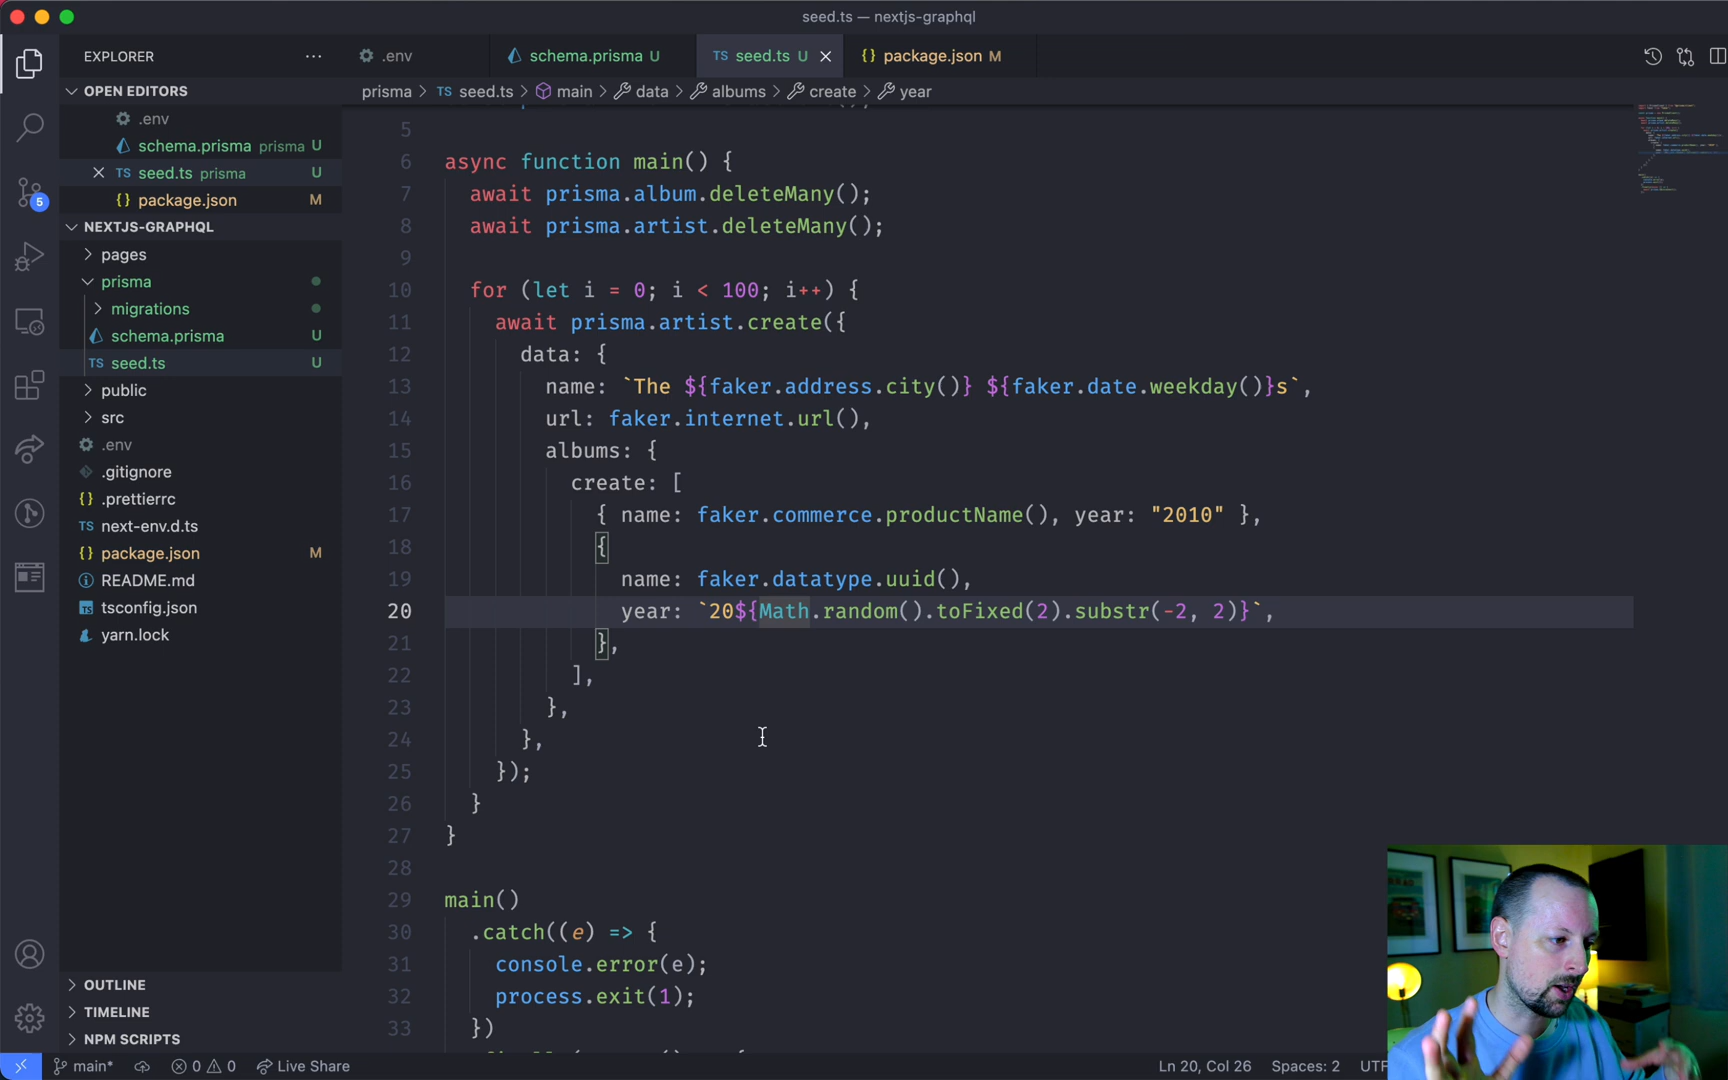 seed.ts — nextjs-graphql
EXPLORER
.env
schema.prisma U
TS seed.ts U
{} package.json M
OPEN EDITORS
prisma > TS seed.ts > main > data > albums > create > year
.env
schema.prisma prisma U
TS seed.ts prisma
{} package.json M
NEXTJS-GRAPHQL
pages
prisma
migrations
schema.prisma U
TS seed.ts U
public
src
.env
.gitignore
{} .prettierrc
TS next-env.d.ts
{} package.json M
README.md
tsconfig.json
yarn.lock
OUTLINE
TIMELINE
NPM SCRIPTS
5
5
6 async function main() {
7 await prisma.album.deleteMany();
8 await prisma.artist.deleteMany();
9
10 for (let i = 0; i < 100; i++) {
11 await prisma.artist.create({
12 data: {
13 name: `The ${faker.address.city()} ${faker.date.weekday()}s`,
14 url: faker.internet.url(),
15 albums: {
16 create: [
17 { name: faker.commerce.productName(), year: "2010" },
18 {
19 name: faker.datatype.uuid(),
20 year: `20${Math.random().toFixed(2).substr(-2, 2)}`,
21 },
22 ],
23 },
24 },
25 });
26 }
27 }
28
29 main()
30 .catch((e) => {
31 console.error(e);
32 process.exit(1);
33 })
main*
0 0
Live Share
Ln 20, Col 26
Spaces: 2